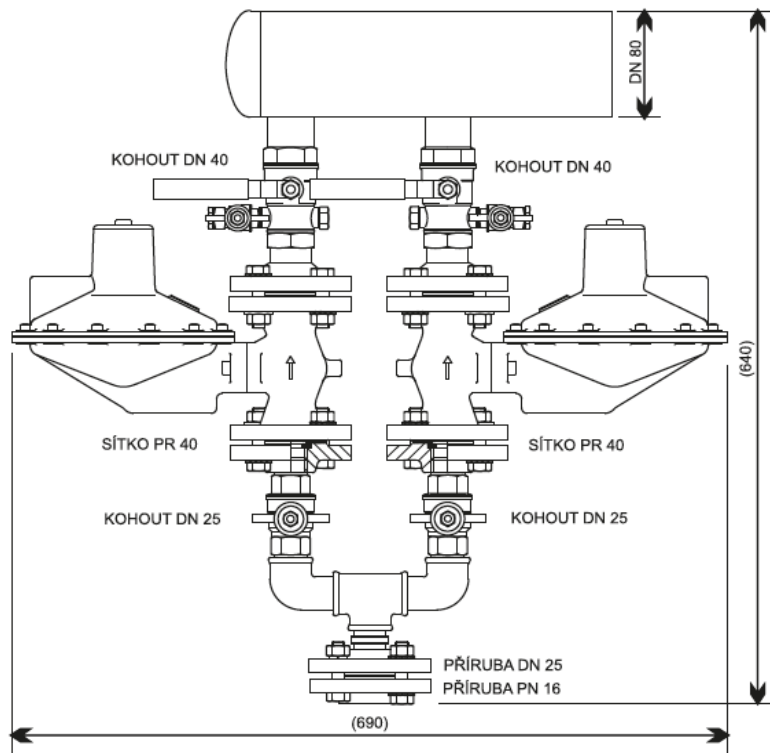 DN 80
KOHOUT DN 40
KOHOUT DN 40
(640)
SÍTKO PR 40
SÍTKO PR 40
KOHOUT DN 25
KOHOUT DN 25
PŘÍRUBA DN 25
PŘÍRUBA PN 16
(690)